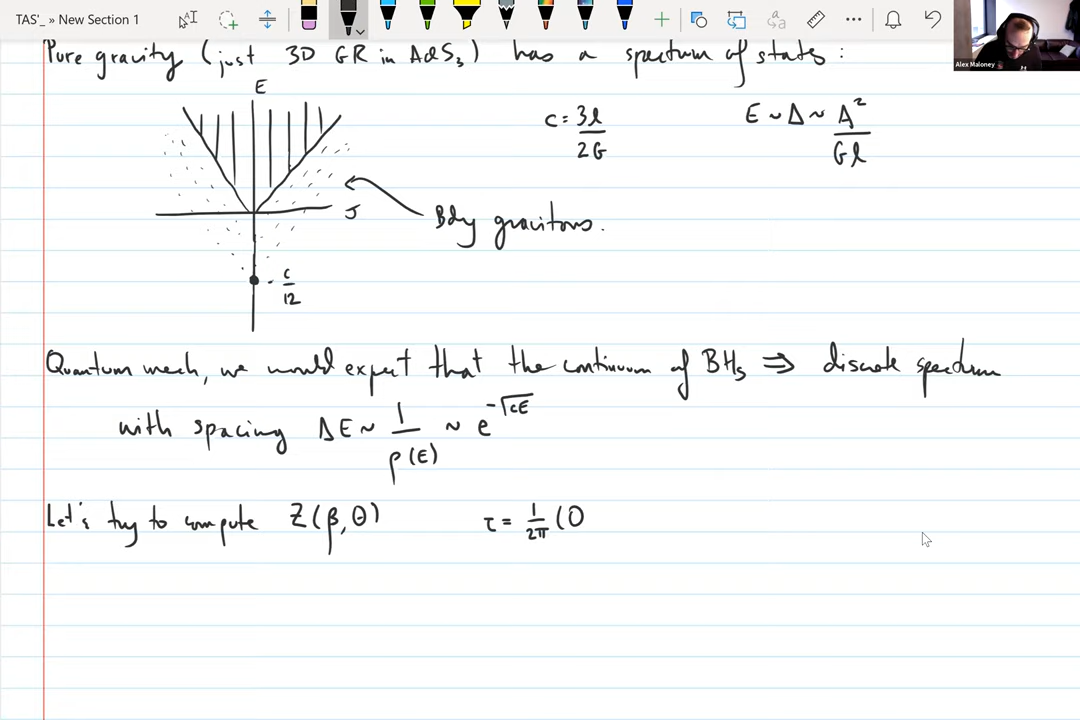 TAS'_ » New Section 1
Alex Maloney
Pure gravity (just 3D GR in AdS₃) has a spectrum of states:
E
c = 3l / 2G
E ~ Δ ~ A² / Gl
J
Bdy gravitons.
- c/12
Quantum mech, we would expect that the continuum of BHs ⇒ discrete spectrum
with spacing ΔE ~ 1/ρ(E) ~ e^{-√cE}
Let's try to compute Z(β,θ) τ = 1/2π (θ